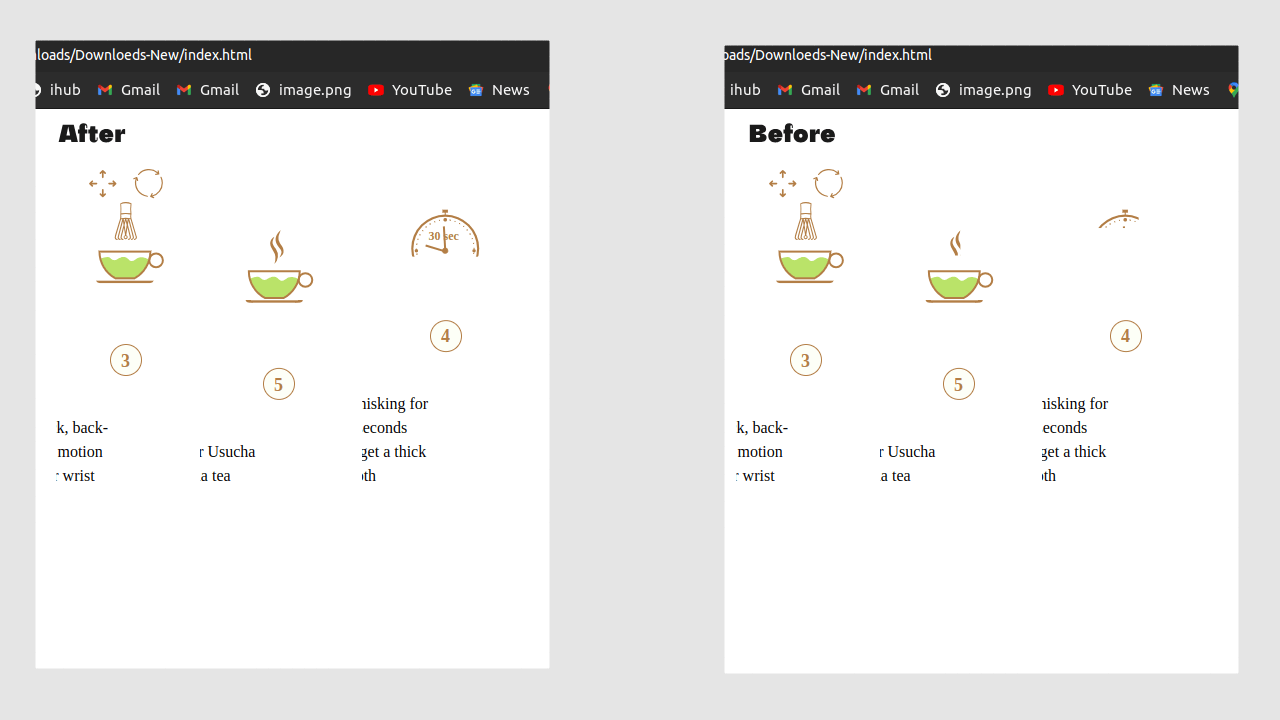 loads/Downloeds-New/index.html
ihub Gmail Gmail image.png YouTube News
After
30 sec
3
4
5
hisking for
k, back-
econds
motion
r Usucha
get a thick
r wrist
a tea
oth
oads/Downloeds-New/index.html
ihub Gmail Gmail image.png YouTube News
Before
3
4
5
hisking for
k, back-
econds
motion
r Usucha
get a thick
r wrist
a tea
oth